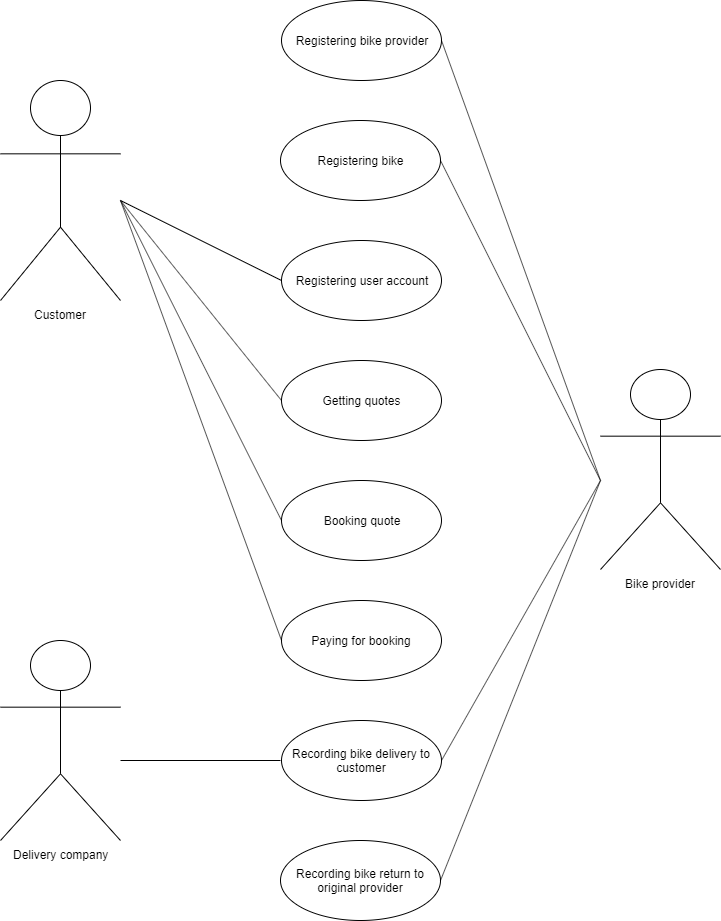 Registering bike provider
Registering bike
Customer
Registering user account
Getting quotes
Booking quote
Bike provider
Paying for booking
Delivery company
Recording bike delivery to
customer
Recording bike return to
original provider